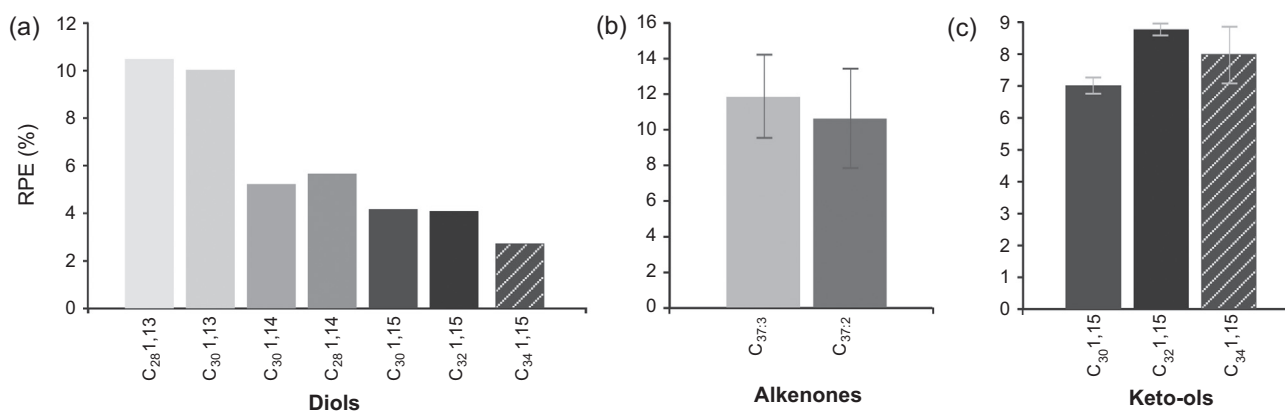 (a)
RPE (%)
12
10
8
6
4
2
0
C₂₈ 1,13
C₃₀ 1,13
C₃₀ 1,14
C₂₈ 1,14
C₃₀ 1,15
C₃₂ 1,15
C₃₄ 1,15
Diols
(b)
16
14
12
10
8
6
4
2
0
C₃₇:₃
C₃₇:₂
Alkenones
(c)
9
8
7
6
5
4
3
2
1
0
C₃₀ 1,15
C₃₂ 1,15
C₃₄ 1,15
Keto-ols